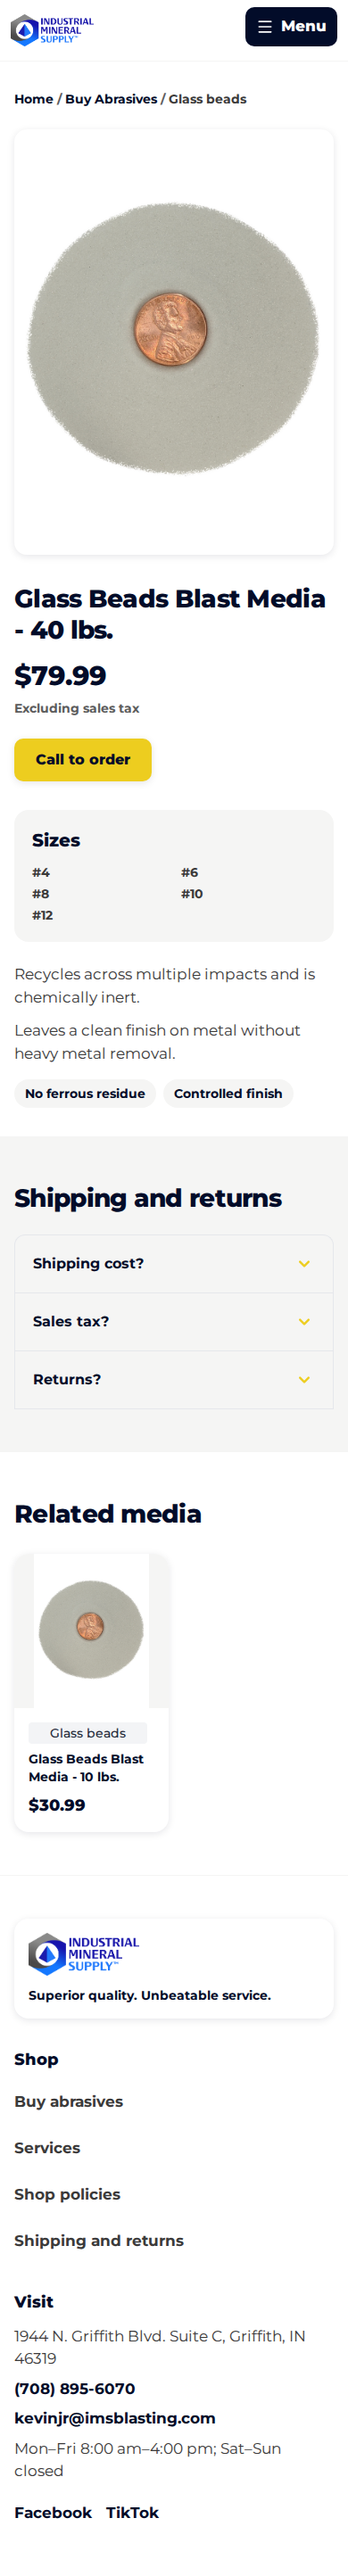 INDUSTRIAL
MINERAL
SUPPLY™
Menu
Home / Buy Abrasives / Glass beads
Glass Beads Blast Media
- 40 lbs.
$79.99
Excluding sales tax
Call to order
Sizes
#4
#6
#8
#10
#12
Recycles across multiple impacts and is
chemically inert.
Leaves a clean finish on metal without
heavy metal removal.
No ferrous residue
Controlled finish
Shipping and returns
Shipping cost?
Sales tax?
Returns?
Related media
Glass beads
Glass Beads Blast
Media - 10 lbs.
$30.99
INDUSTRIAL
MINERAL
SUPPLY™
Superior quality. Unbeatable service.
Shop
Buy abrasives
Services
Shop policies
Shipping and returns
Visit
1944 N. Griffith Blvd. Suite C, Griffith, IN
46319
(708) 895-6070
kevinjr@imsblasting.com
Mon–Fri 8:00 am–4:00 pm; Sat–Sun
closed
Facebook TikTok